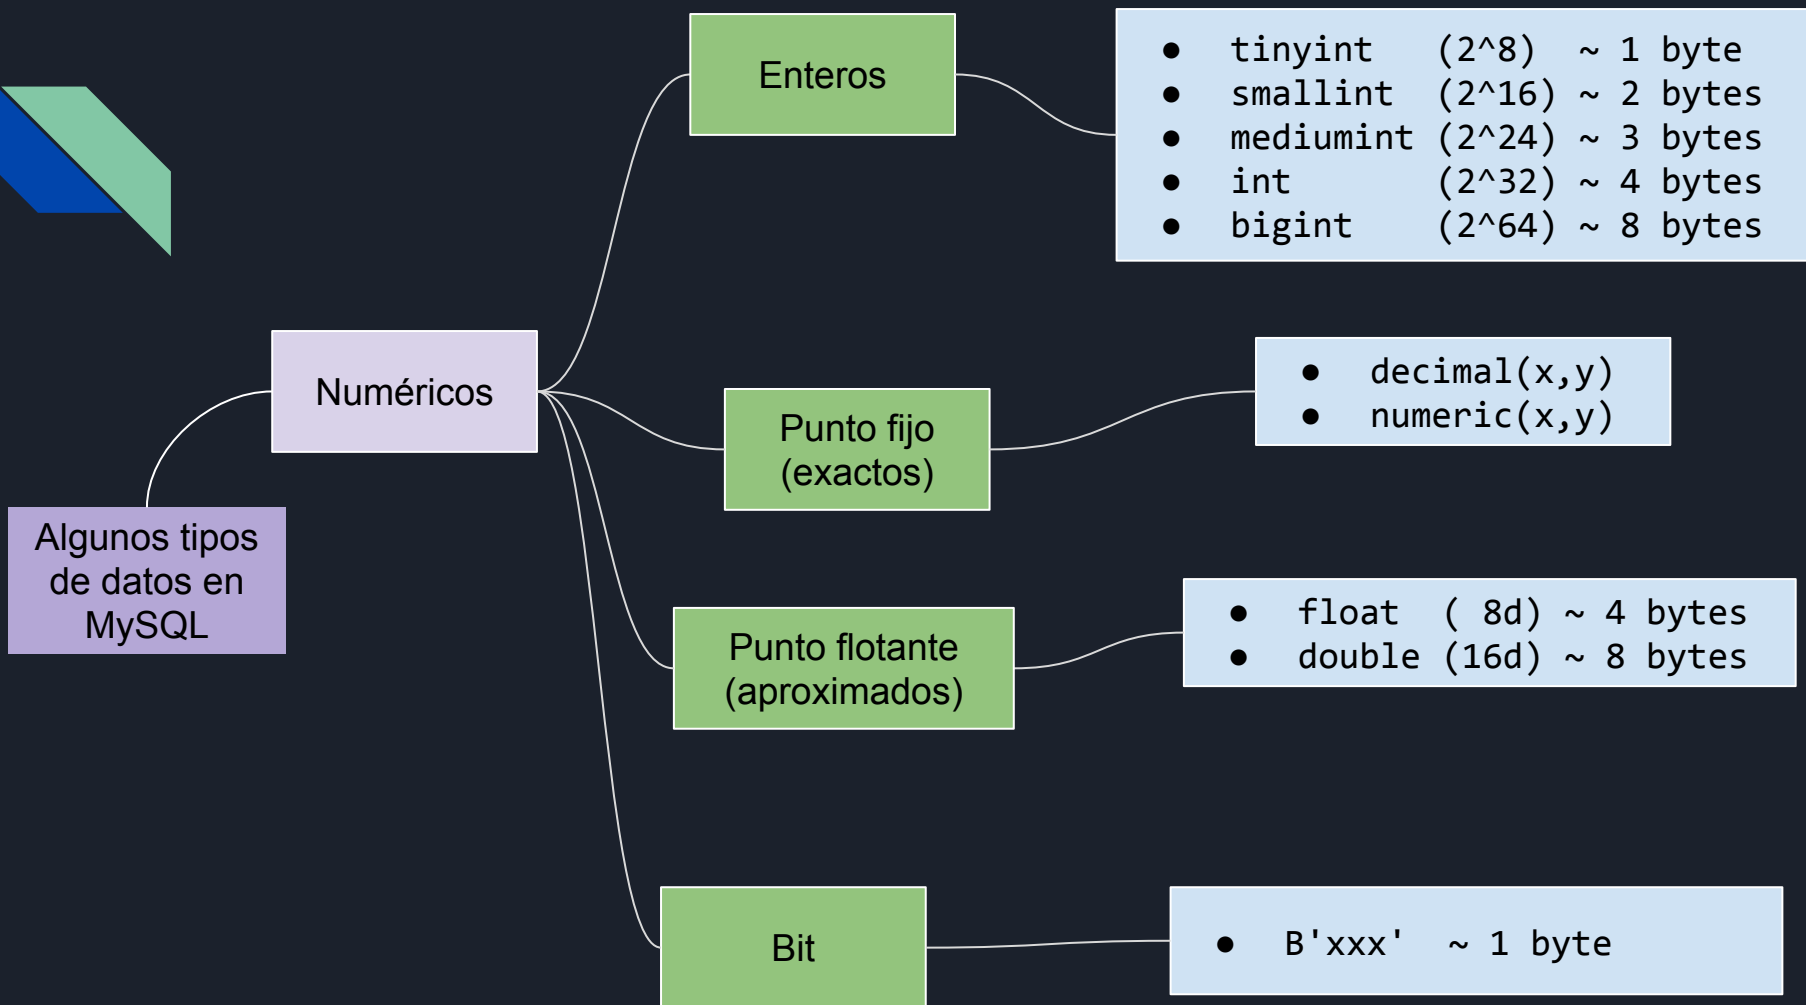 Algunos tipos
de datos en
MySQL
Numéricos
Enteros
● tinyint   (2^8)  ~ 1 byte
● smallint  (2^16) ~ 2 bytes
● mediumint (2^24) ~ 3 bytes
● int       (2^32) ~ 4 bytes
● bigint    (2^64) ~ 8 bytes
Punto fijo
(exactos)
● decimal(x,y)
● numeric(x,y)
Punto flotante
(aproximados)
● float  ( 8d) ~ 4 bytes
● double (16d) ~ 8 bytes
Bit
● B'xxx'  ~ 1 byte